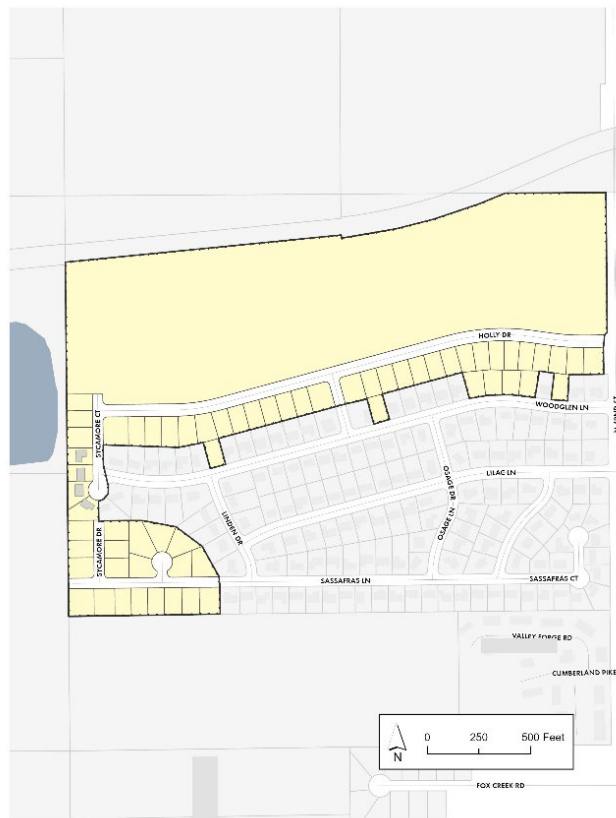 HOLLY DR
WOODGLEN LN
SYCAMORE CT
LILAC LN
OSAGE DR
LINDEN DR
OSAGE LN
SYCAMORE DR
SASSAFRAS LN
SASSAFRAS CT
VALLEY FORGE RD
CUMBERLAND PIKE
N
0 250 500 Feet
FOX CREEK RD